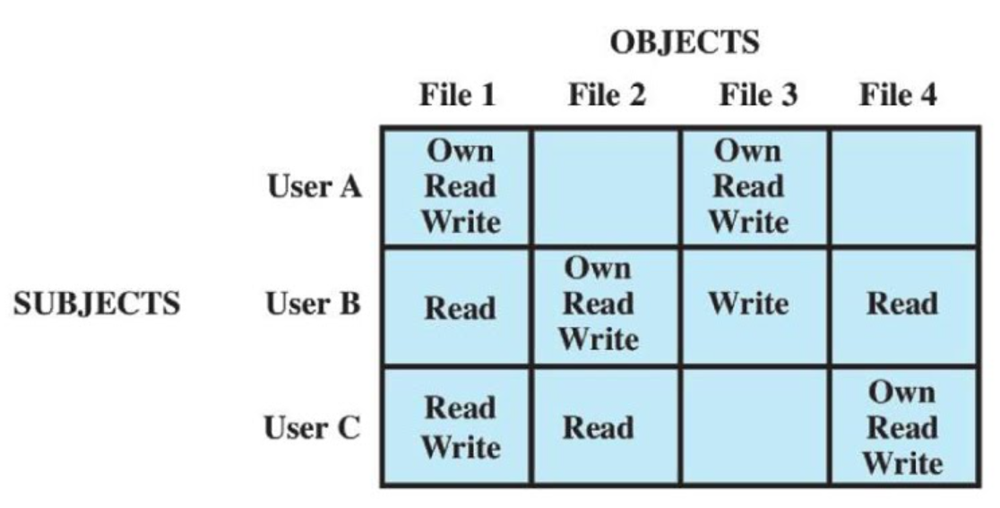 OBJECTS
File 1 File 2 File 3 File 4
User A
Own
Read
Write
Own
Read
Write
SUBJECTS
User B
Read
Own
Read
Write
Write
Read
User C
Read
Write
Read
Own
Read
Write